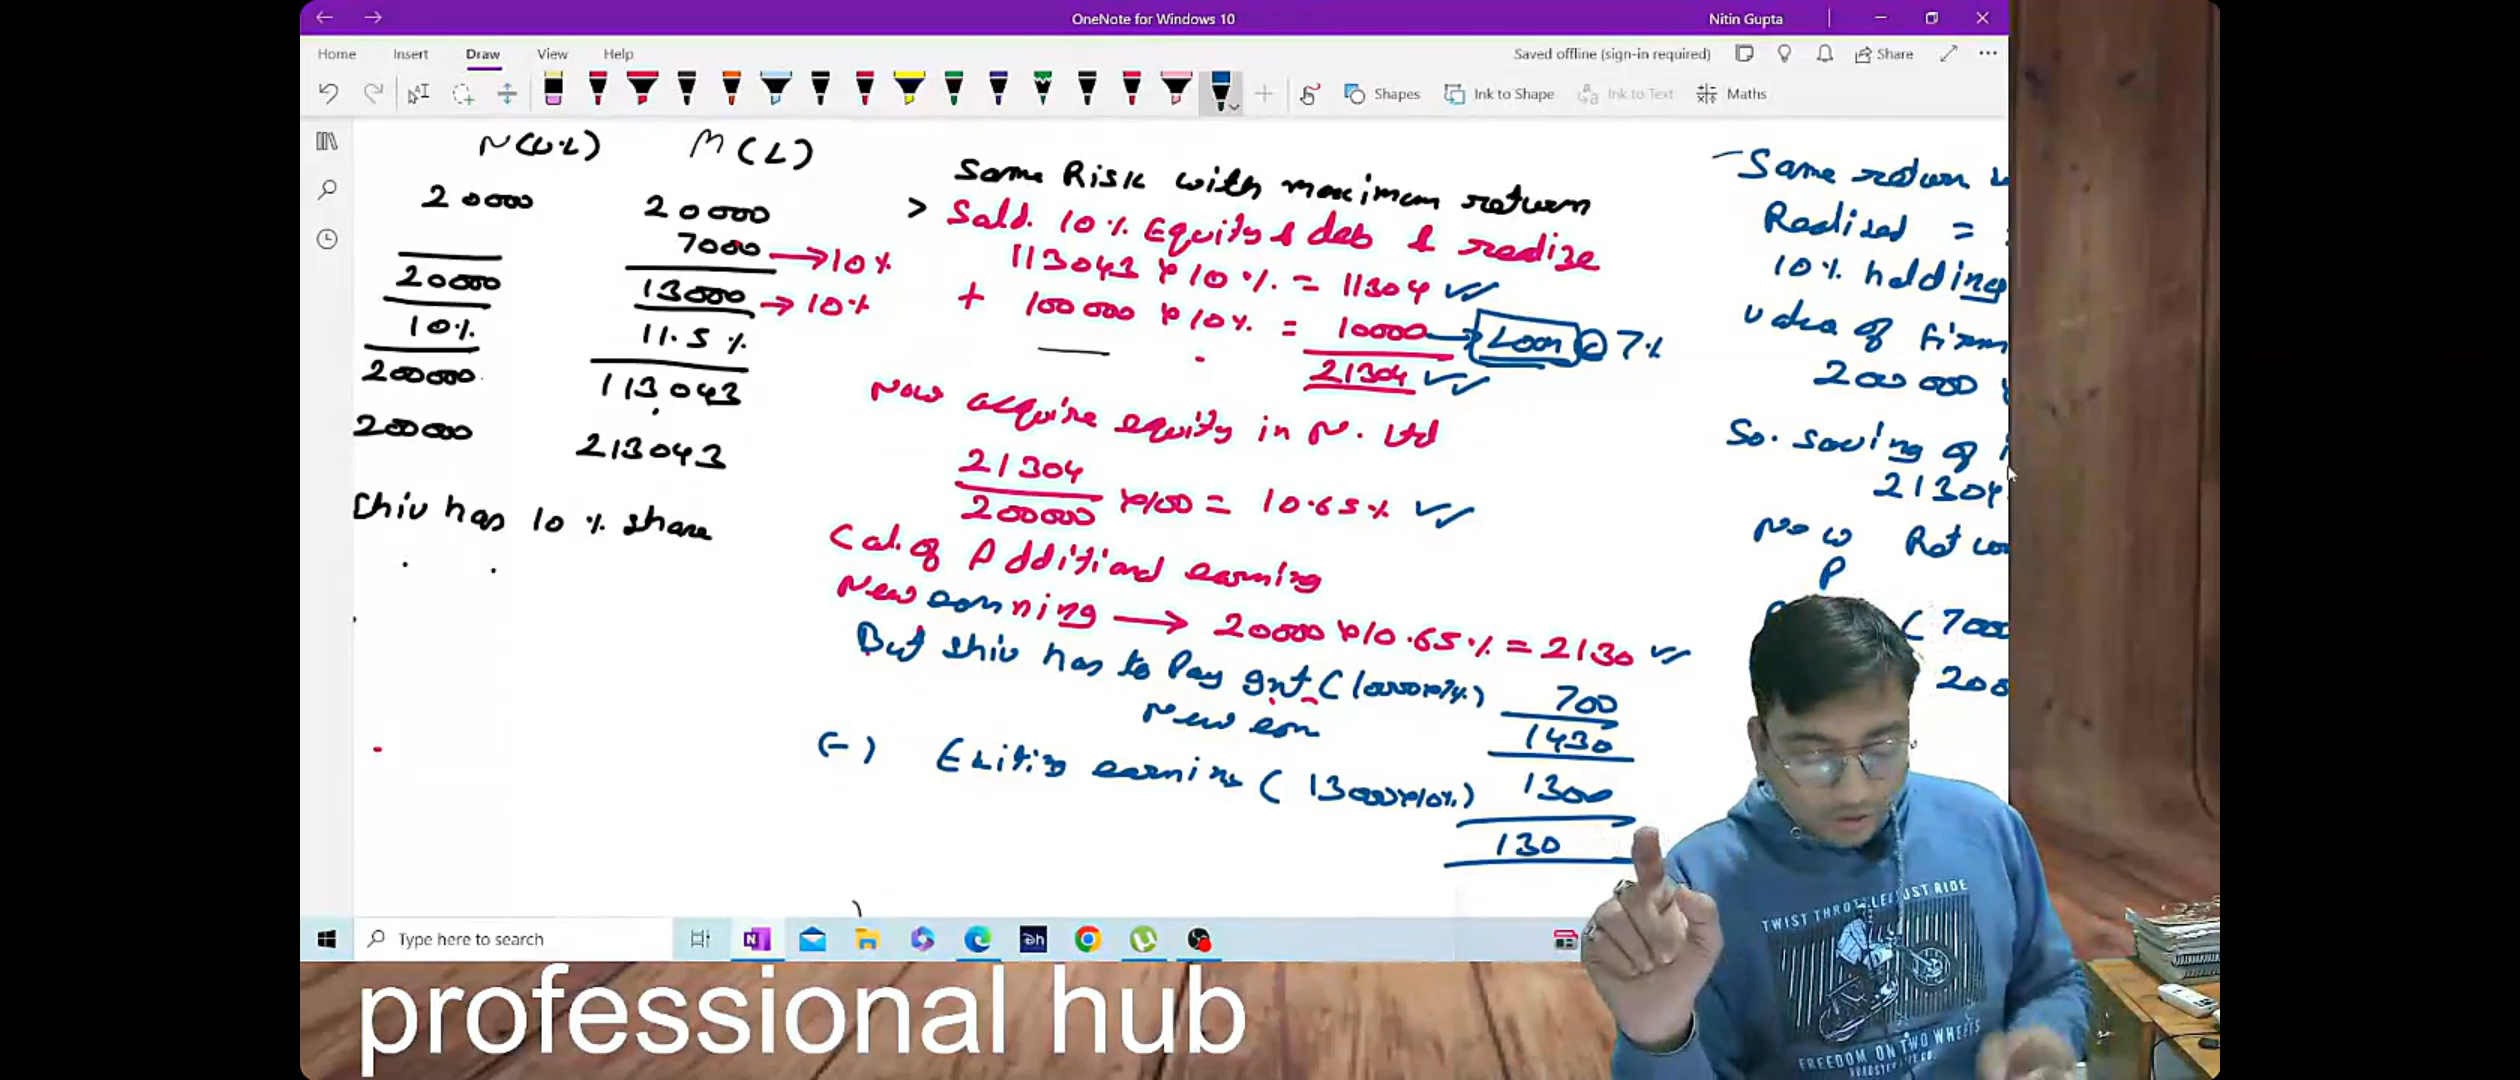 OneNote for Windows 10
Nitin Gupta
Home Insert Draw View Help
Saved offline (sign-in required) Share
Shapes Ink to Shape Ink to Text Maths
N(U.L) M(L)
20000 20000
7000 → 10%
20000 13000 → 10%
10% 11.5%
200000 113043
200000 213043
Shiv has 10% share
Same Risk with maximum return
> Sald. 10% Equity & deb & realize
113043 × 10% = 11304
+ 100000 × 10% = 10000 → Loan @ 7%
21304
Now acquire equity in N. Ltd
21304
200000 ×100 = 10.65%
Cal. of Additional earning
New earning → 20000 × 10.65% = 2130
But Shiv has to Pay Int (10000×7%) 700
New ean 1430
(-) Exiting earning (13000×10%) 1300
130
Same return
Realized =
10% holding
value of firm
200000
So. saving of
21304
Now
P
(7000
200
Type here to search
TWIST THROTTLE JUST RIDE
FREEDOM ON TWO WHEELS
professional hub